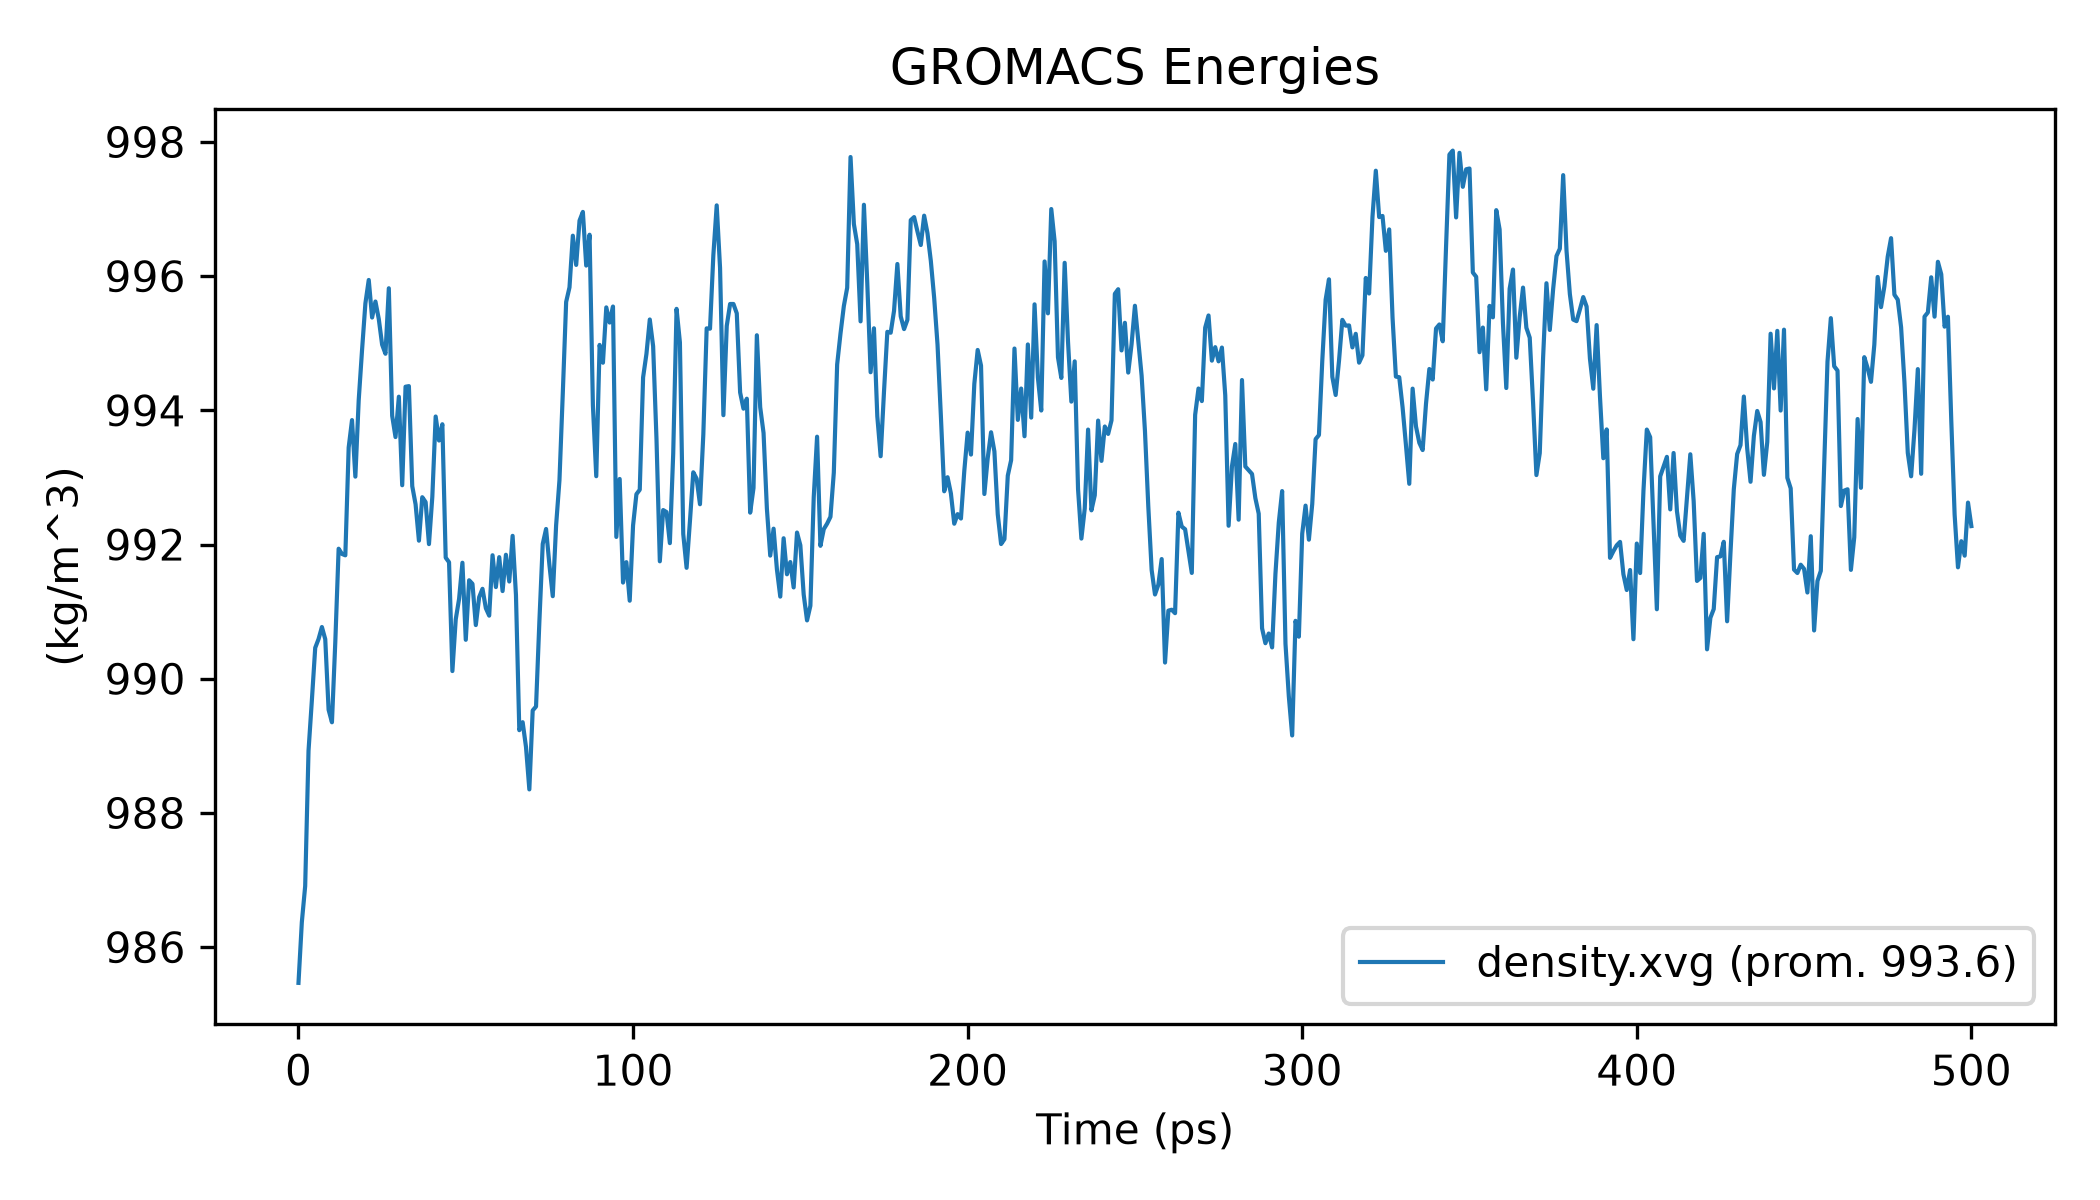 GROMACS Energies
998
996
994
992
990
988
986
(kg/m^3)
density.xvg (prom. 993.6)
0 100 200 300 400 500
Time (ps)